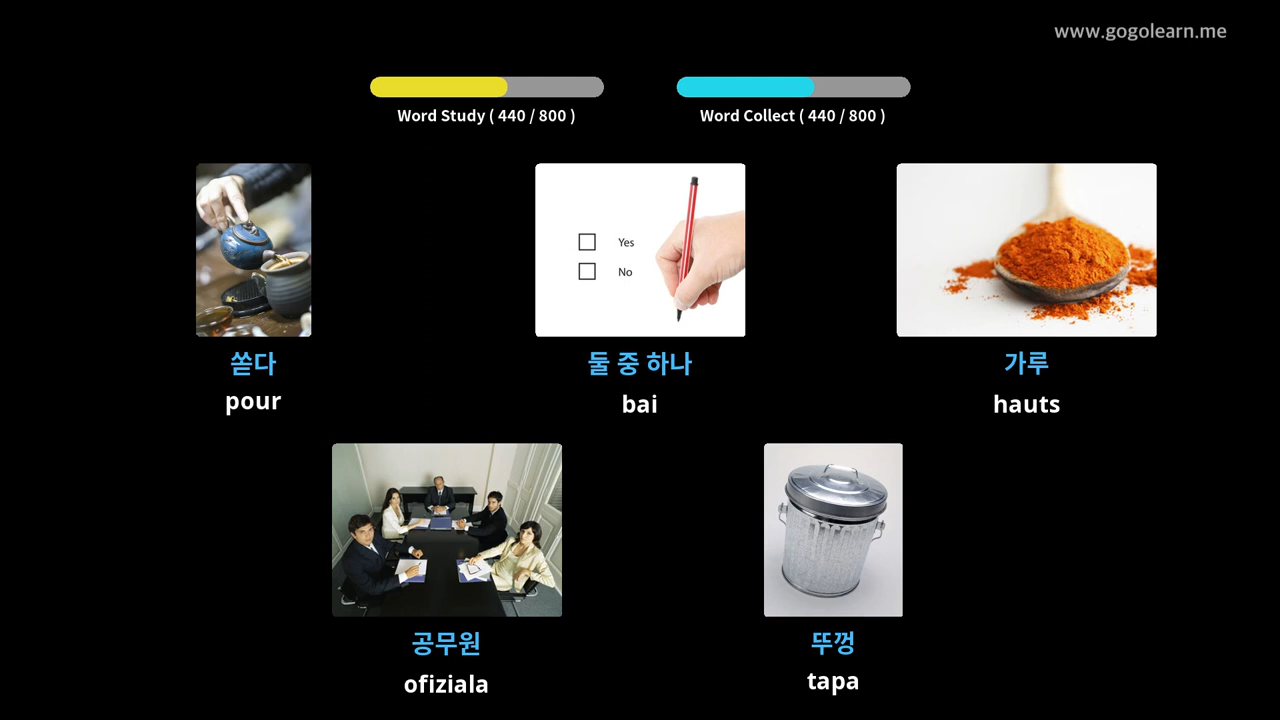 www.gogolearn.me
Word Study ( 440 / 800 )
Word Collect ( 440 / 800 )
Yes
No
쏟다
pour
둘 중 하나
bai
가루
hauts
공무원
ofiziala
뚜껑
tapa